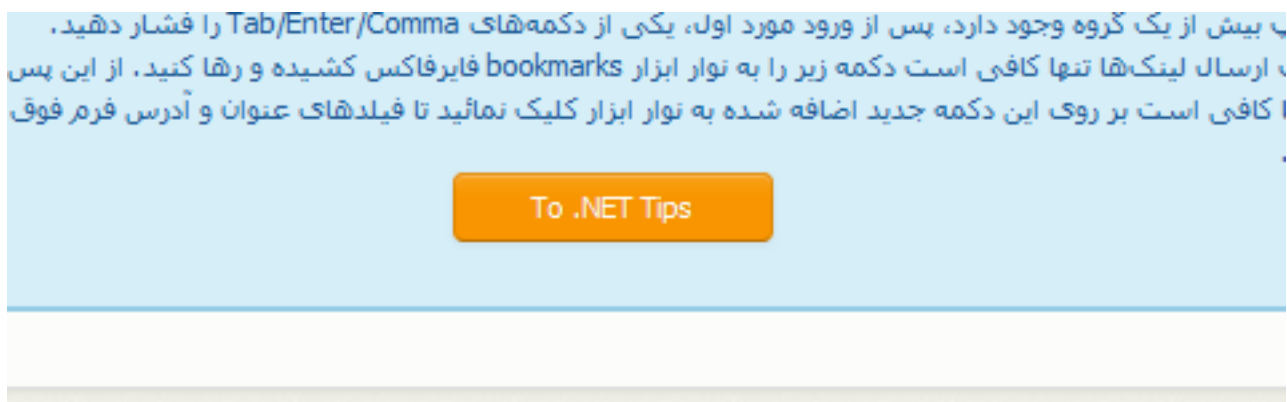 بیش از یک گروه وجود دارد، پس از ورود مورد اول، یکی از دکمه‌های Tab/Enter/Comma را فشار دهید.
ارسال لینک‌ها تنها کافی است دکمه زیر را به نوار ابزار bookmarks فایرفاکس کشیده و رها کنید. از این پس
کافی است بر روی این دکمه جدید اضافه شده به نوار ابزار کلیک نمائید تا فیلدهای عنوان و آدرس فرم فوق
To .NET Tips